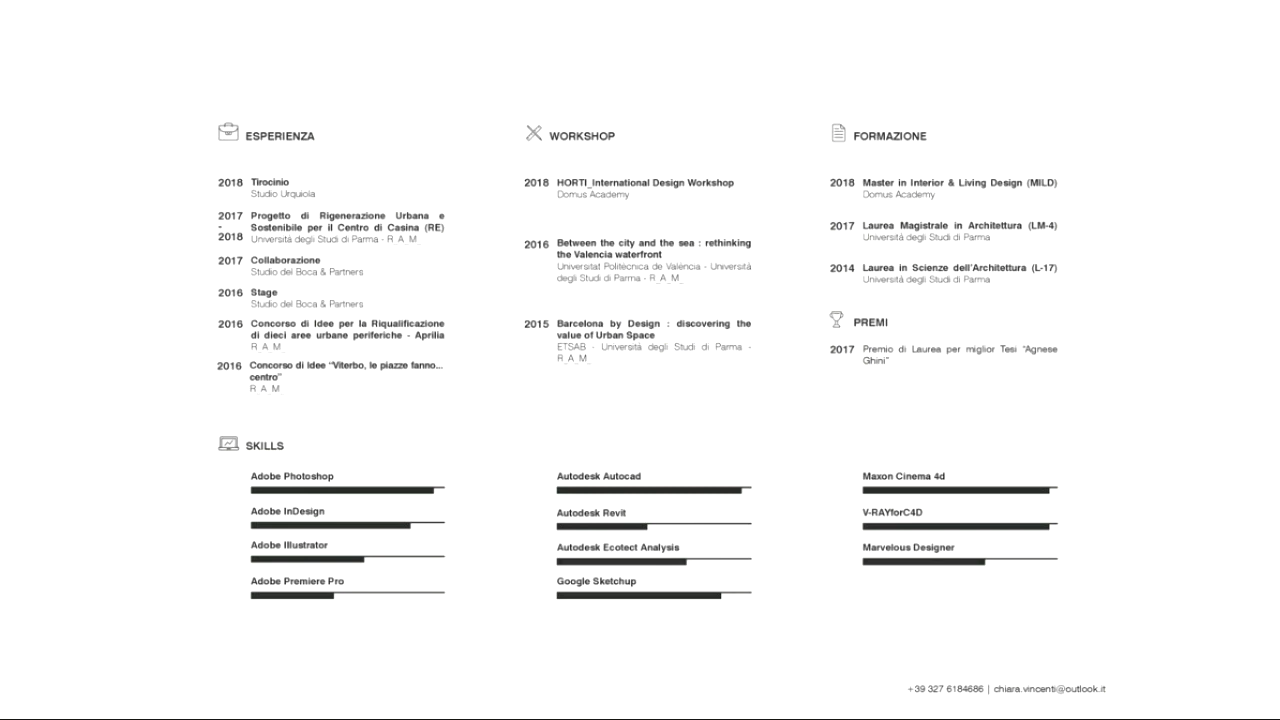 ESPERIENZA
2018 Tirocinio
Studio Urquiola
2017 - 2018 Progetto di Rigenerazione Urbana e
Sostenibile per il Centro di Casina (RE)
Università degli Studi di Parma - R_A_M_
2017 Collaborazione
Studio del Boca & Partners
2016 Stage
Studio del Boca & Partners
2016 Concorso di Idee per la Riqualificazione
di dieci aree urbane periferiche - Aprilia
R_A_M_
2016 Concorso di Idee “Viterbo, le piazze fanno...
centro”
R_A_M_
WORKSHOP
2018 HORTI_International Design Workshop
Domus Academy
2016 Between the city and the sea : rethinking
the Valencia waterfront
Universitat Politecnica de València - Università
degli Studi di Parma - R_A_M_
2015 Barcelona by Design : discovering the
value of Urban Space
ETSAB - Università degli Studi di Parma -
R_A_M_
FORMAZIONE
2018 Master in Interior & Living Design (MILD)
Domus Academy
2017 Laurea Magistrale in Architettura (LM-4)
Università degli Studi di Parma
2014 Laurea in Scienze dell’Architettura (L-17)
Università degli Studi di Parma
PREMI
2017 Premio di Laurea per miglior Tesi “Agnese
Ghini”
SKILLS
Adobe Photoshop
Adobe InDesign
Adobe Illustrator
Adobe Premiere Pro
Autodesk Autocad
Autodesk Revit
Autodesk Ecotect Analysis
Google Sketchup
Maxon Cinema 4d
V-RAYforC4D
Marvelous Designer
+39 327 6184686 | chiara.vincenti@outlook.it